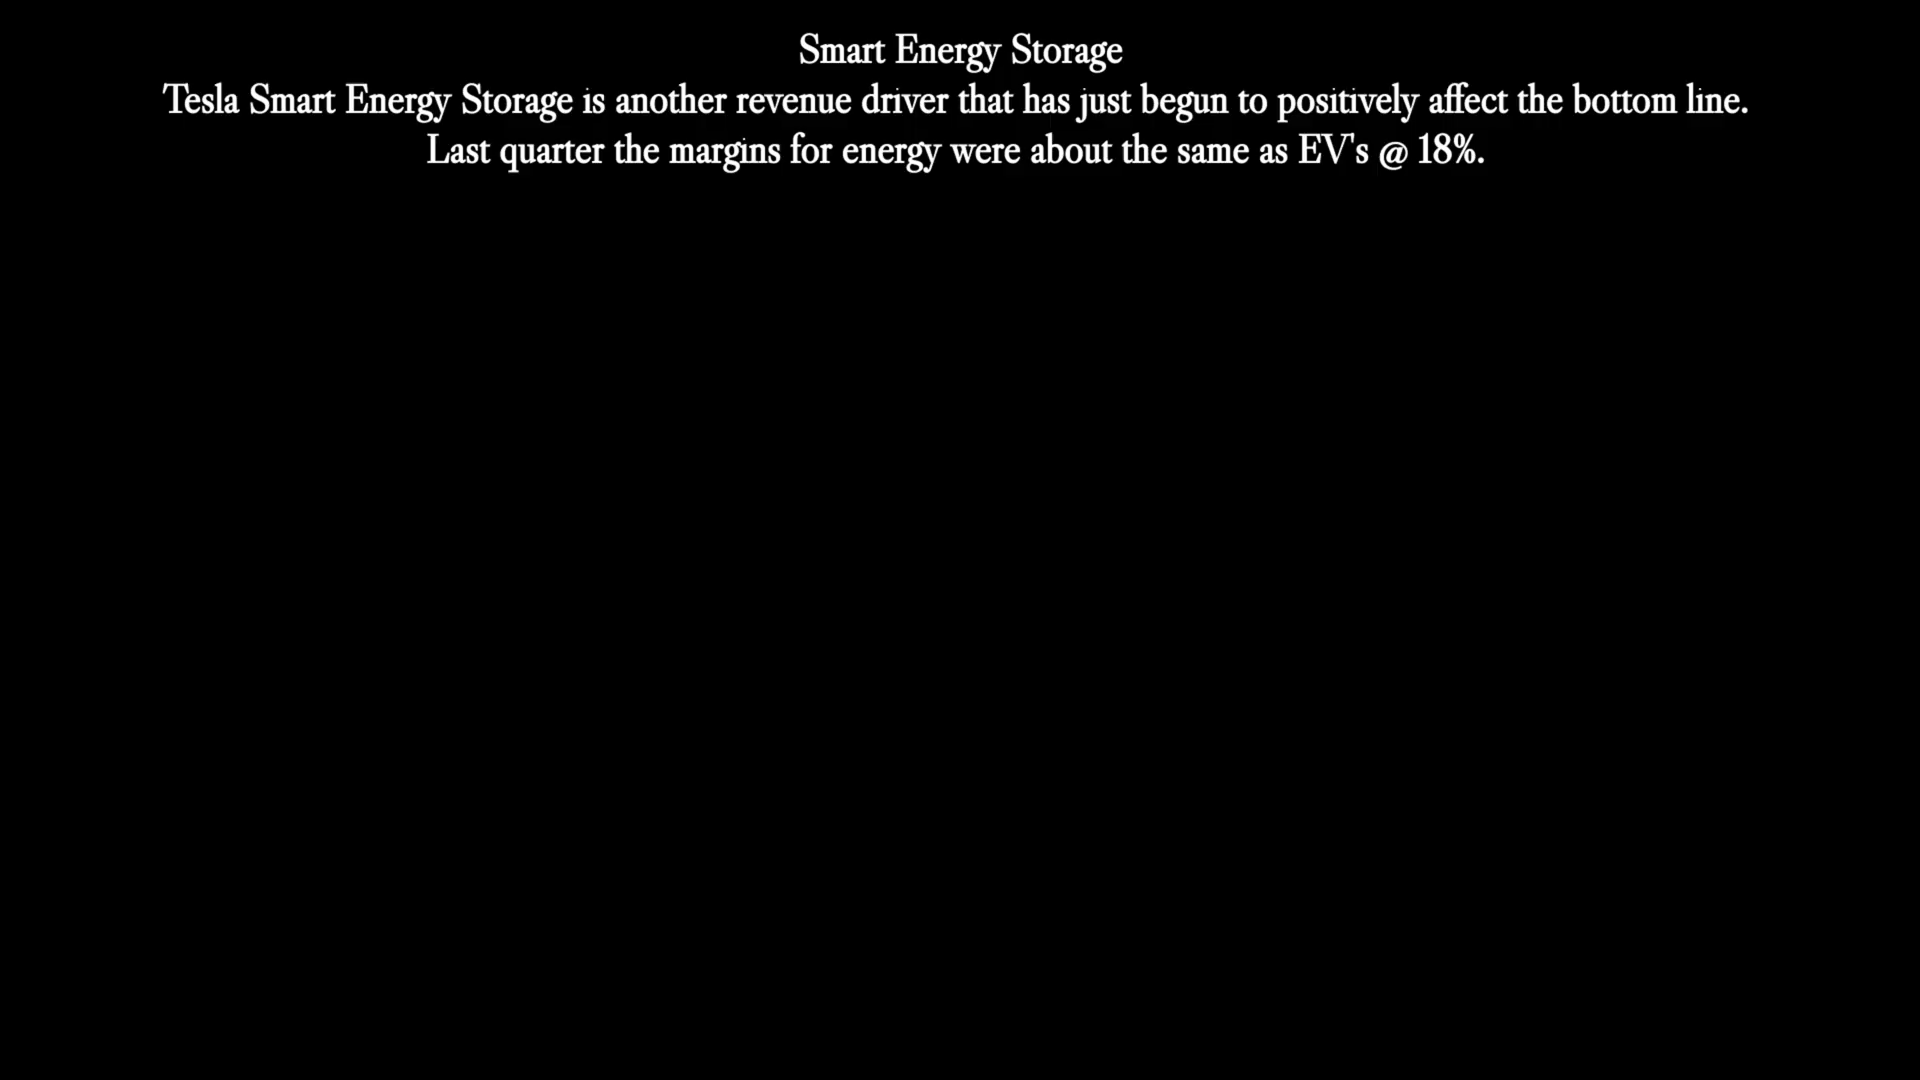 Smart Energy Storage
Tesla Smart Energy Storage is another revenue driver that has just begun to positively affect the bottom line.
Last quarter the margins for energy were about the same as EV's @ 18%.